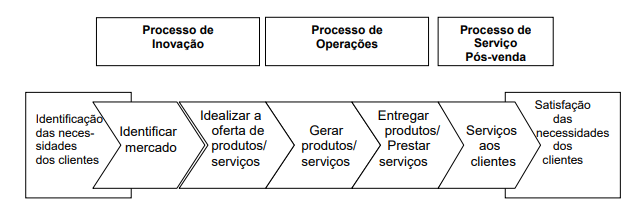 Processo de
Inovação
Processo de
Operações
Processo de
Serviço
Pós-venda
Identificação
das neces-
sidades
dos clientes
Identificar
mercado
Idealizar a
oferta de
produtos/
serviços
Gerar
produtos/
serviços
Entregar
produtos/
Prestar
serviços
Serviços
aos
clientes
Satisfação
das
necessidades
dos
clientes